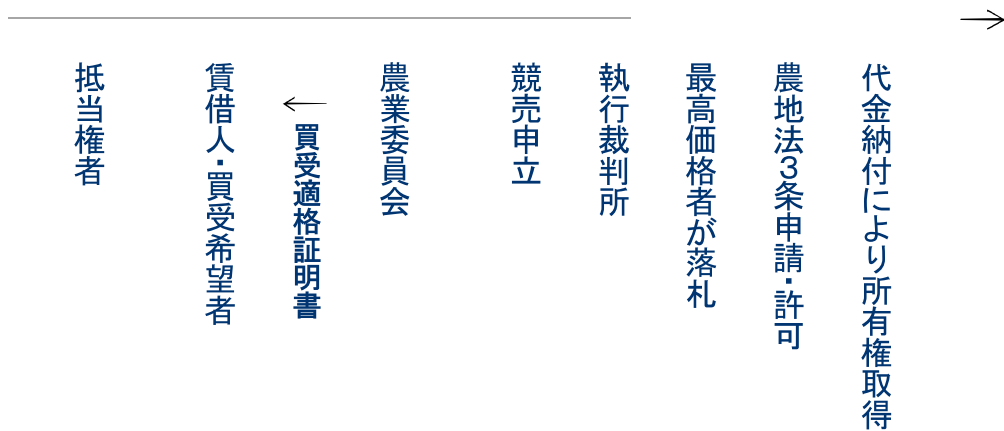 抵当権者
賃借人・買受希望者
買受適格証明書
農業委員会
競売申立
執行裁判所
最高価格者が落札
農地法3条申請・許可
代金納付により所有権取得